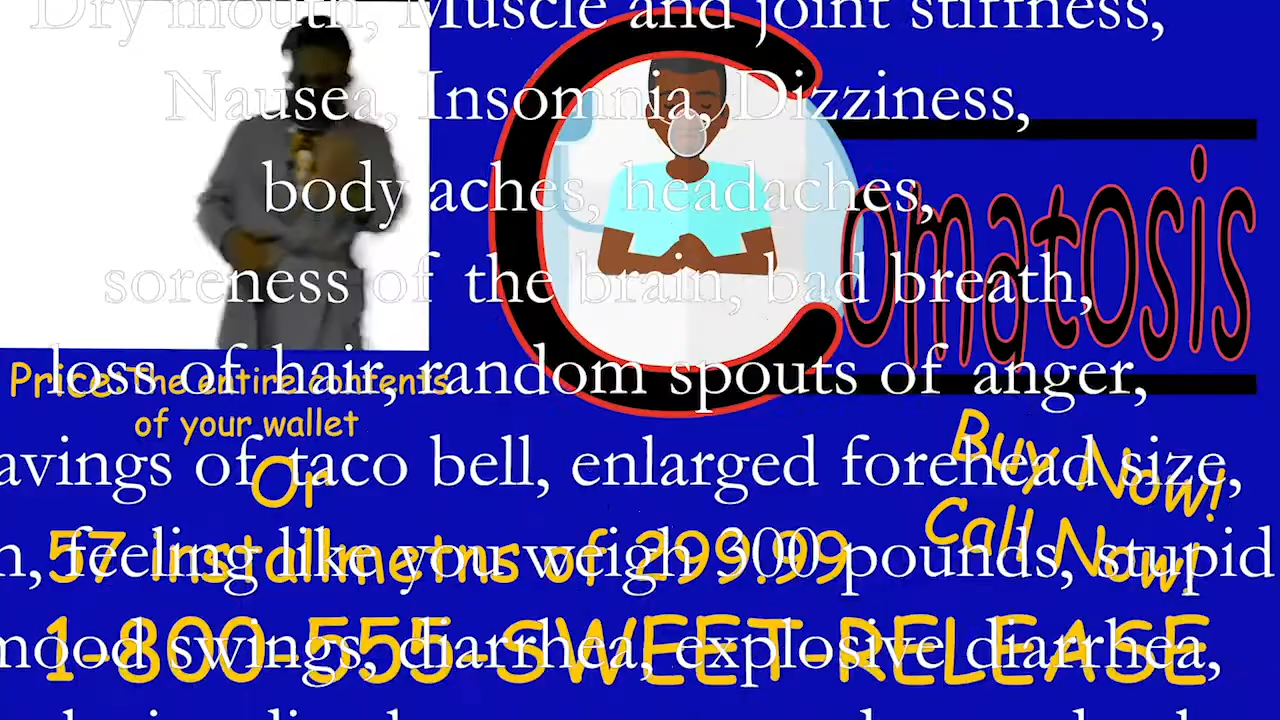 Dry mouth, Muscle and joint stiffness,
Nausea, Insomnia, Dizziness,
body aches, headaches,
soreness of the brain, bad breath,
loss of hair, random spouts of anger,
avings of taco bell, enlarged forehead size,
n, feeling like you weigh 300 pounds, stupid
mood swings, diarrhea, explosive diarrhea,
Comatosis
Price: The entire contents
of your wallet
Or
57 installmetns of 299.99
Buy Now!
Call Now!
1-800-555-SWEET-RELEASE